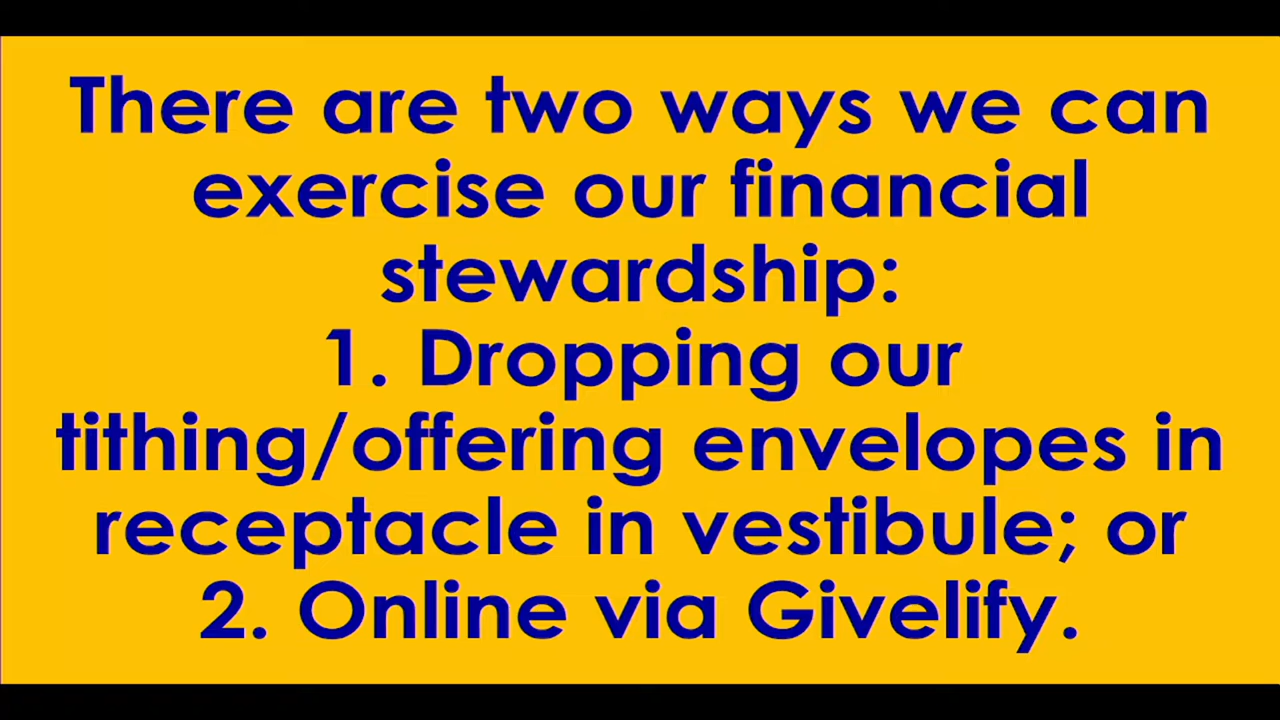 There are two ways we can
exercise our financial
stewardship:
1. Dropping our
tithing/offering envelopes in
receptacle in vestibule; or
2. Online via Givelify.